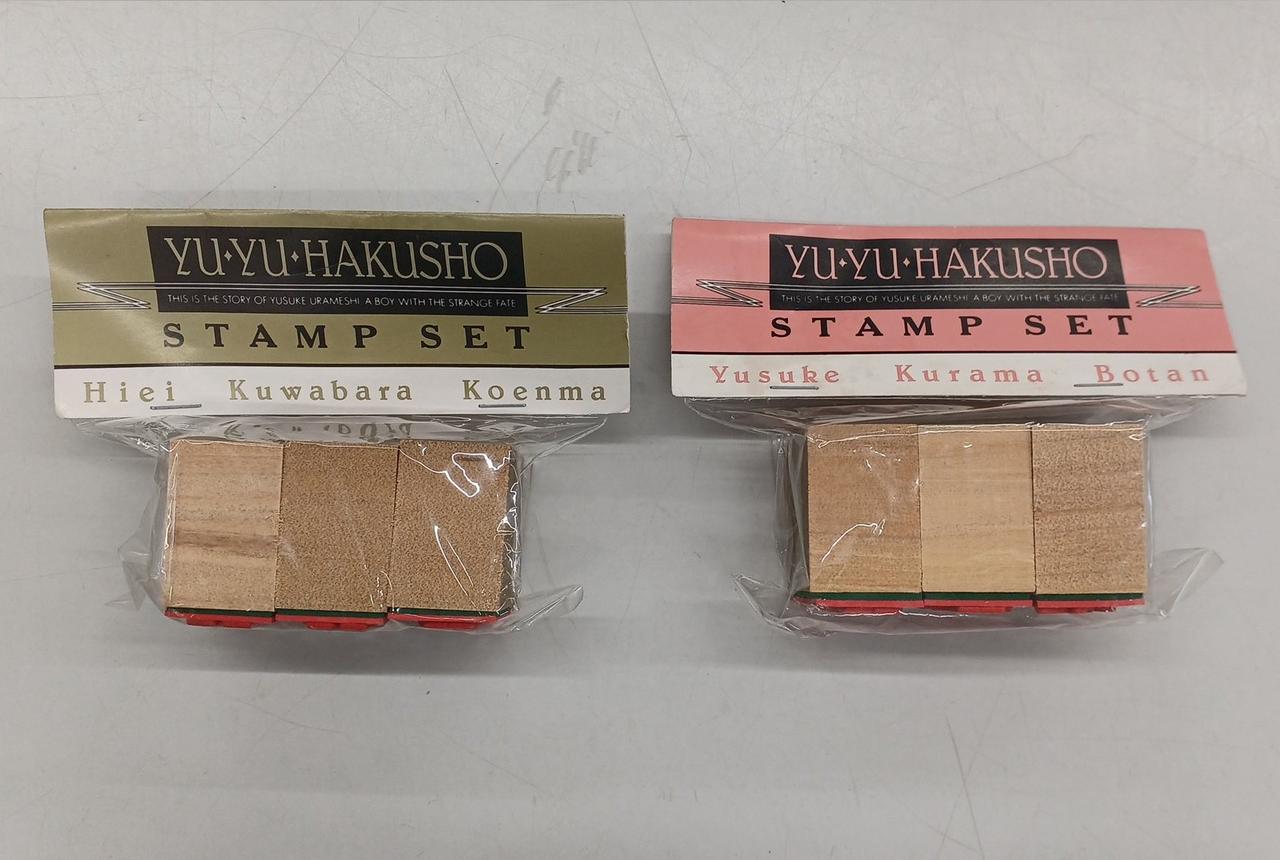 YU·YU·HAKUSHO
THIS IS THE STORY OF YUSUKE URAMESHI A BOY WITH THE STRANGE FATE
STAMP SET
Hiei Kuwabara Koenma
YU·YU·HAKUSHO
THIS IS THE STORY OF YUSUKE URAMESHI A BOY WITH THE STRANGE FATE
STAMP SET
Yusuke Kurama Botan